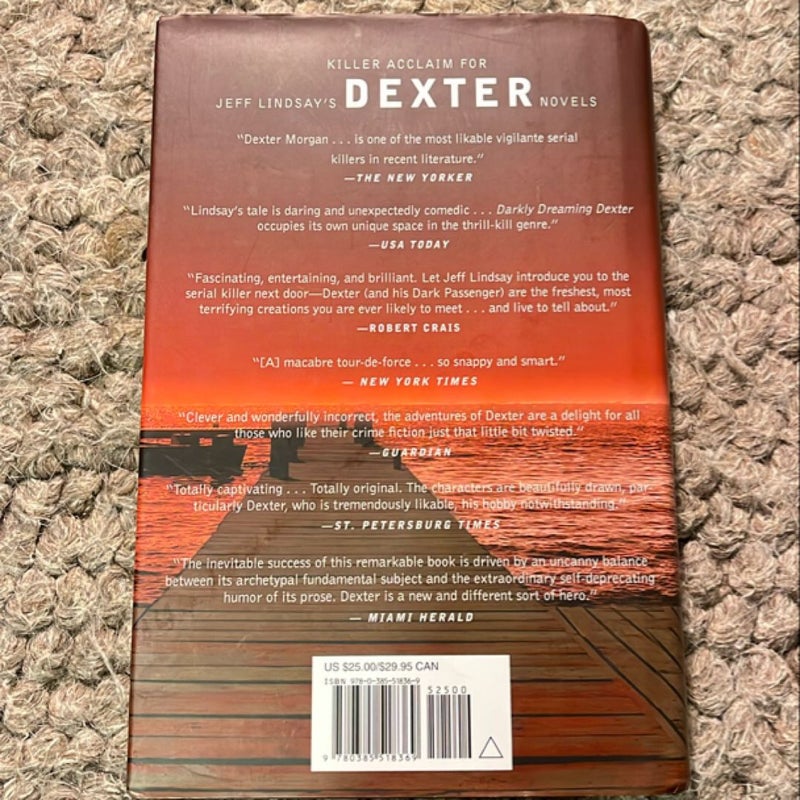 KILLER ACCLAIM FOR
JEFF LINDSAY'S DEXTER NOVELS
"Dexter Morgan . . . is one of the most likable vigilante serial
killers in recent literature."
—THE NEW YORKER
"Lindsay's tale is daring and unexpectedly comedic . . . Darkly Dreaming Dexter
occupies its own unique space in the thrill-kill genre."
—USA TODAY
"Fascinating, entertaining, and brilliant. Let Jeff Lindsay introduce you to the
serial killer next door—Dexter (and his Dark Passenger) are the freshest, most
terrifying creations you are ever likely to meet . . . and live to tell about."
—ROBERT CRAIS
"[A] macabre tour-de-force . . . so snappy and smart."
— NEW YORK TIMES
"Clever and wonderfully incorrect, the adventures of Dexter are a delight for all
those who like their crime fiction just that little bit twisted."
—GUARDIAN
"Totally captivating . . . Totally original. The characters are beautifully drawn, par-
ticularly Dexter, who is tremendously likable, his hobby notwithstanding."
—ST. PETERSBURG TIMES
"The inevitable success of this remarkable book is driven by an uncanny balance
between its archetypal fundamental subject and the extraordinary self-deprecating
humor of its prose. Dexter is a new and different sort of hero."
— MIAMI HERALD
US $25.00/$29.95 CAN
ISBN 978-0-385-51836-9
52500
9 780385 518369